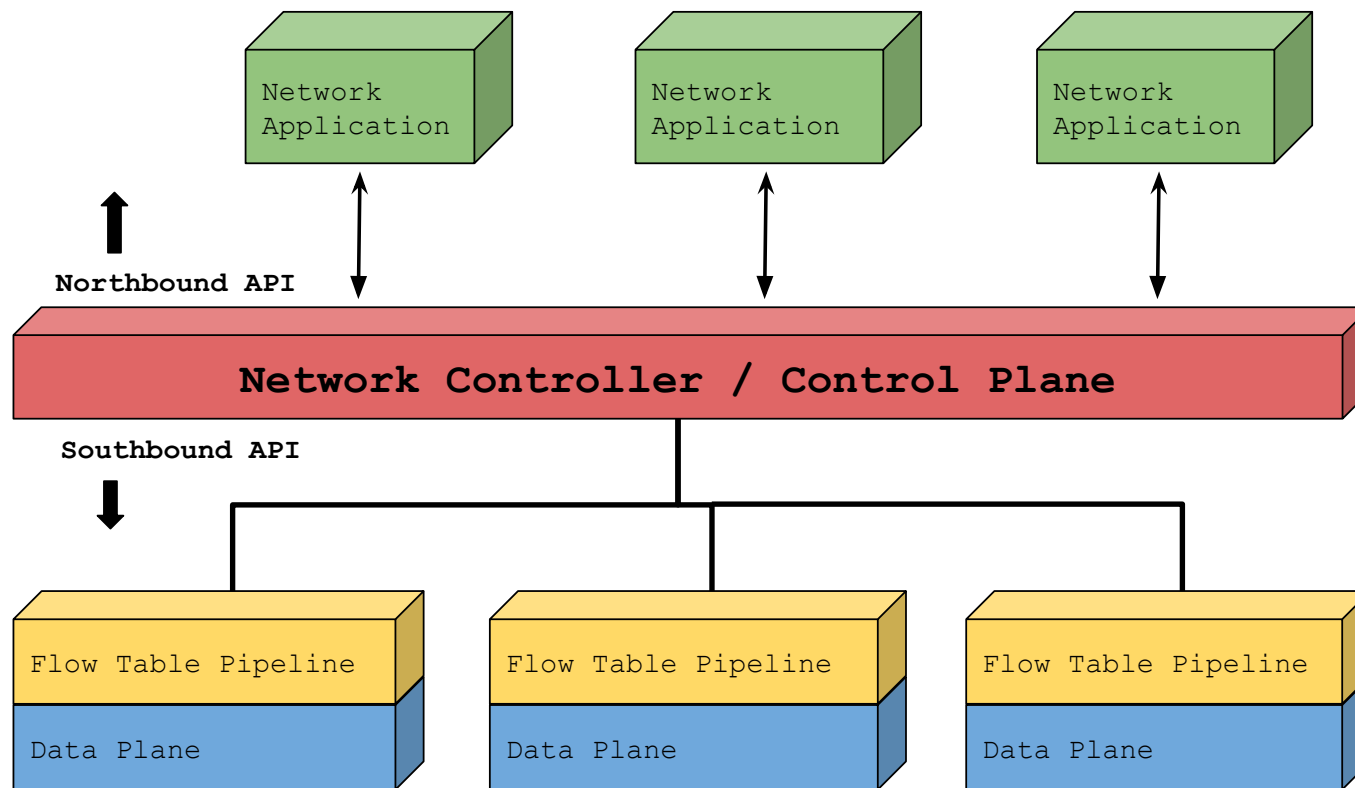 Network
Application
Network
Application
Network
Application
Northbound API
Network Controller / Control Plane
Southbound API
Flow Table Pipeline
Flow Table Pipeline
Flow Table Pipeline
Data Plane
Data Plane
Data Plane